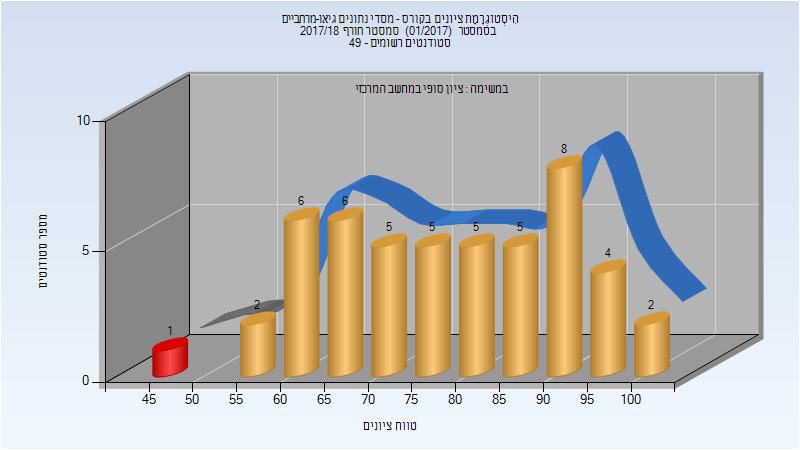 היסטוגרמת ציונים בקורס - מסדי נתונים גיאו-מרחביים
בסמסטר (01/2017) סמסטר חורף 2017/18
סטודנטים רשומים - 49
במשימה : ציון סופי במחשב המרכזי
מספר סטודנטים
10
5
0
1
2
6
6
5
5
5
5
8
4
2
45 50 55 60 65 70 75 80 85 90 95 100
טווח ציונים